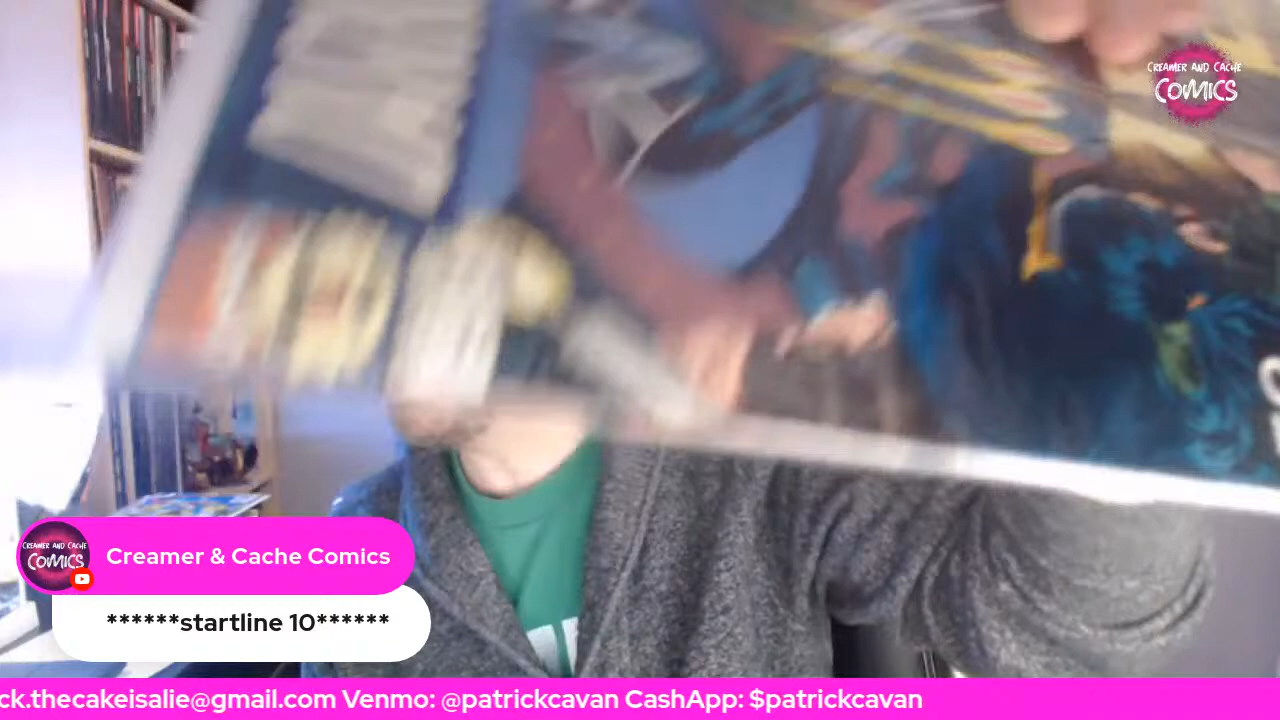 CREAMER AND CACHE
COMICS
CREAMER AND CACHE
COMICS
Creamer & Cache Comics
******startline 10******
ck.thecakeisalie@gmail.com Venmo: @patrickcavan CashApp: $patrickcavan